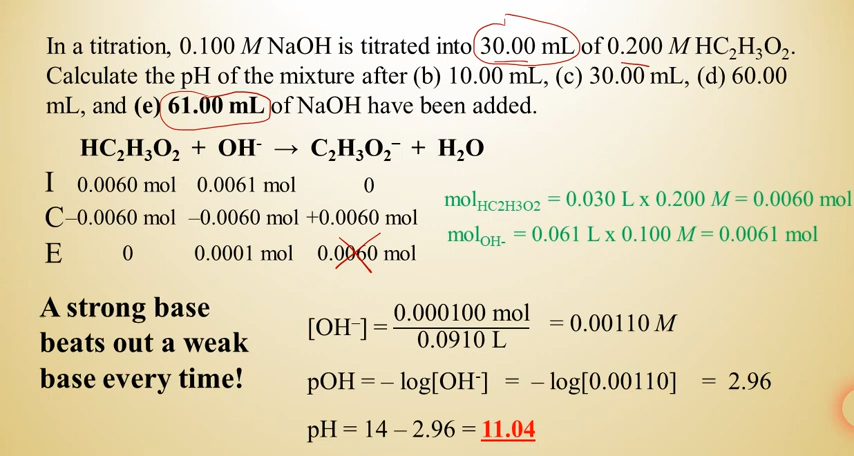 In a titration, 0.100 M NaOH is titrated into 30.00 mL of 0.200 M HC₂H₃O₂.
Calculate the pH of the mixture after (b) 10.00 mL, (c) 30.00 mL, (d) 60.00
mL, and (e) 61.00 mL of NaOH have been added.
HC₂H₃O₂ + OH⁻ → C₂H₃O₂⁻ + H₂O
I 0.0060 mol 0.0061 mol 0
C –0.0060 mol –0.0060 mol +0.0060 mol
E 0 0.0001 mol 0.0060 mol
mol_HC2H3O2 = 0.030 L x 0.200 M = 0.0060 mol
mol_OH- = 0.061 L x 0.100 M = 0.0061 mol
A strong base
beats out a weak
base every time!
[OH⁻] = 0.000100 mol / 0.0910 L = 0.00110 M
pOH = – log[OH⁻] = – log[0.00110] = 2.96
pH = 14 – 2.96 = 11.04